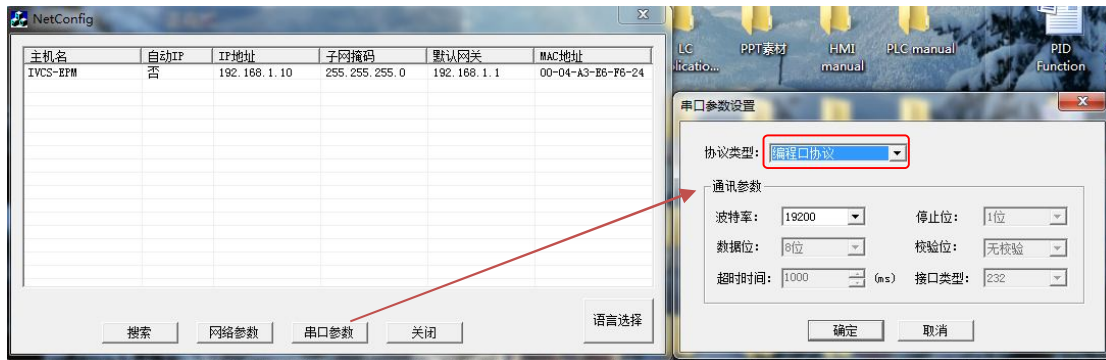 NetConfig
主机名 自动IP IP地址 子网掩码 默认网关 MAC地址
IVCS-EPM 否 192.168.1.10 255.255.255.0 192.168.1.1 00-04-A3-E6-F6-24
搜索 网络参数 串口参数 关闭 语言选择
LC PPT素材 HMI PLC manual PID
manual Function
串口参数设置
协议类型: 编程口协议
通讯参数
波特率: 19200 停止位: 1位
数据位: 8位 校验位: 无校验
超时时间: 1000 (ms) 接口类型: 232
确定 取消